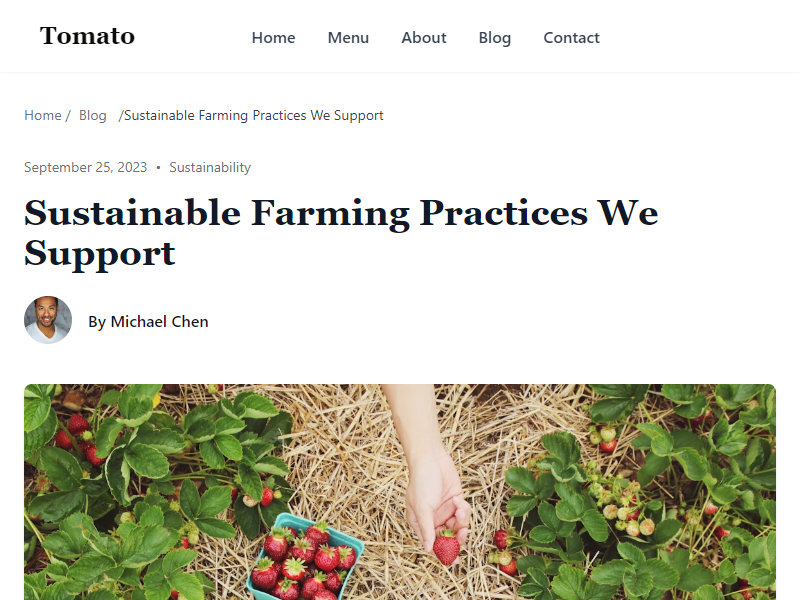 Tomato
Home Menu About Blog Contact
Home / Blog /Sustainable Farming Practices We Support
September 25, 2023 • Sustainability
Sustainable Farming Practices We
Support
By Michael Chen